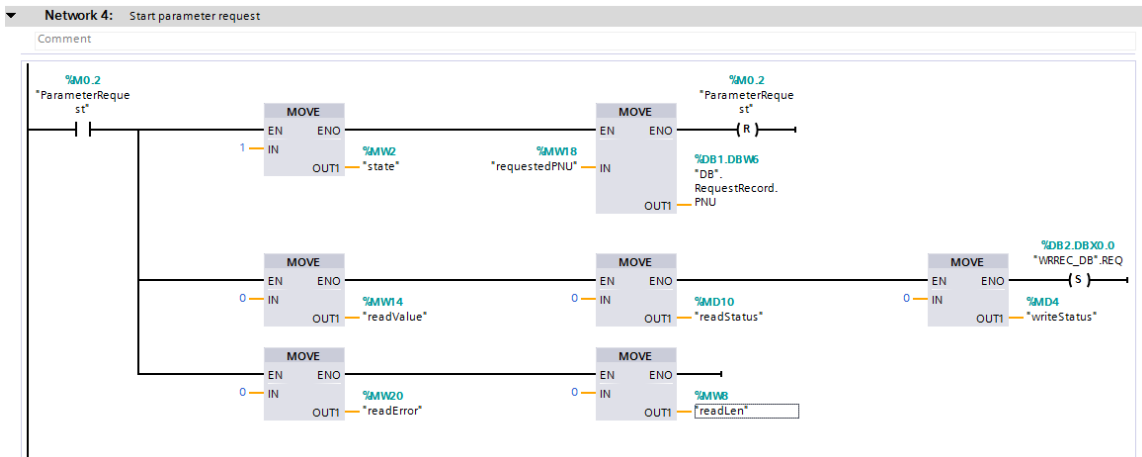 Network 4: Start parameter request
Comment
%M0.2
"ParameterReque
st"
MOVE
EN ENO
1 IN
OUT1
%MW2
"state"
MOVE
EN ENO
%MW18
"requestedPNU" IN
OUT1
%M0.2
"ParameterReque
st"
R
%DB1.DBW6
"DB".
RequestRecord.
PNU
MOVE
EN ENO
0 IN
OUT1
%MW14
"readValue"
MOVE
EN ENO
0 IN
OUT1
%MD10
"readStatus"
MOVE
EN ENO
0 IN
OUT1
%DB2.DBX0.0
"WRREC_DB".REQ
S
%MD4
"writeStatus"
MOVE
EN ENO
0 IN
OUT1
%MW20
"readError"
MOVE
EN ENO
0 IN
OUT1
%MW8
"readLen"